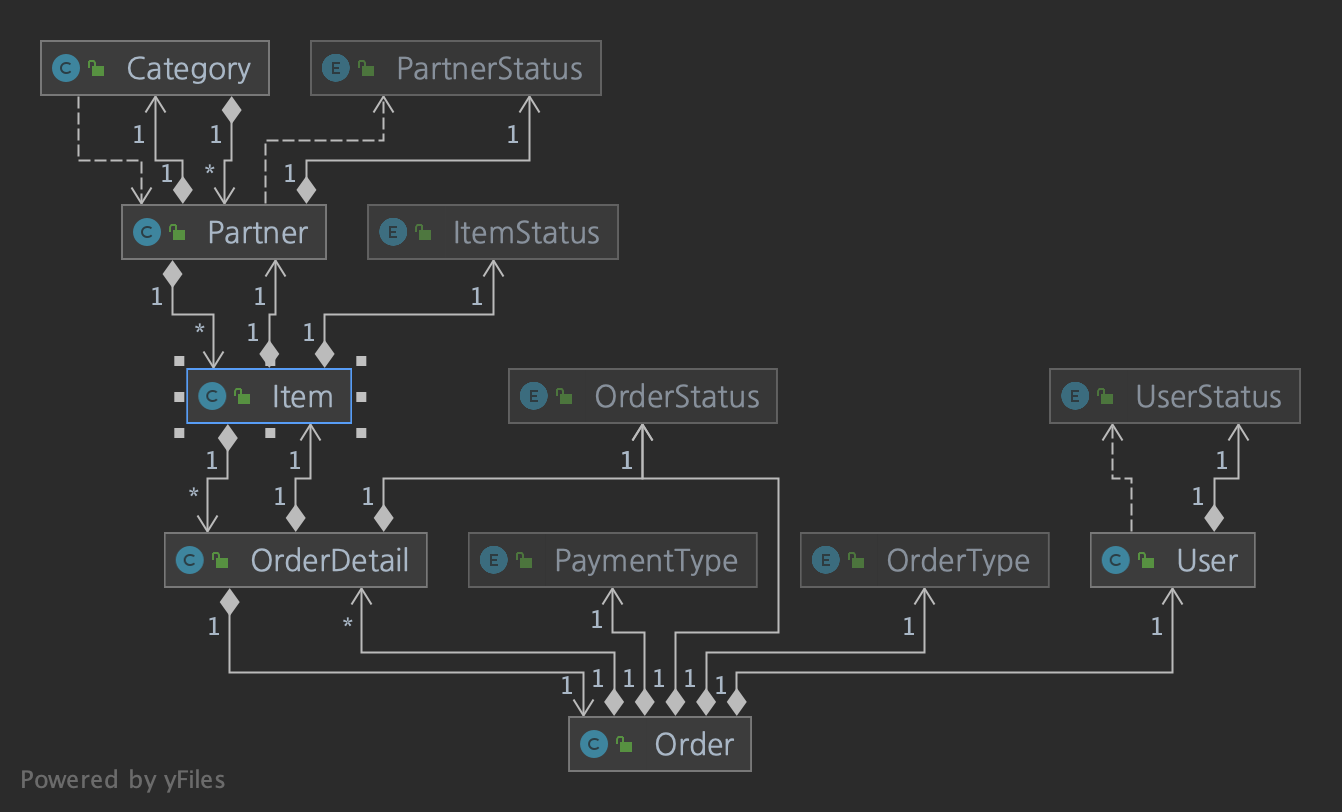 C Category
E PartnerStatus
1
1
1
*
1
1
C Partner
E ItemStatus
1
1
1
*
1
1
C Item
E OrderStatus
E UserStatus
1
1
1
1
*
1
1
1
C OrderDetail
E PaymentType
E OrderType
C User
1
*
1
1
1
1
1
1
1
1
1
C Order
Powered by yFiles